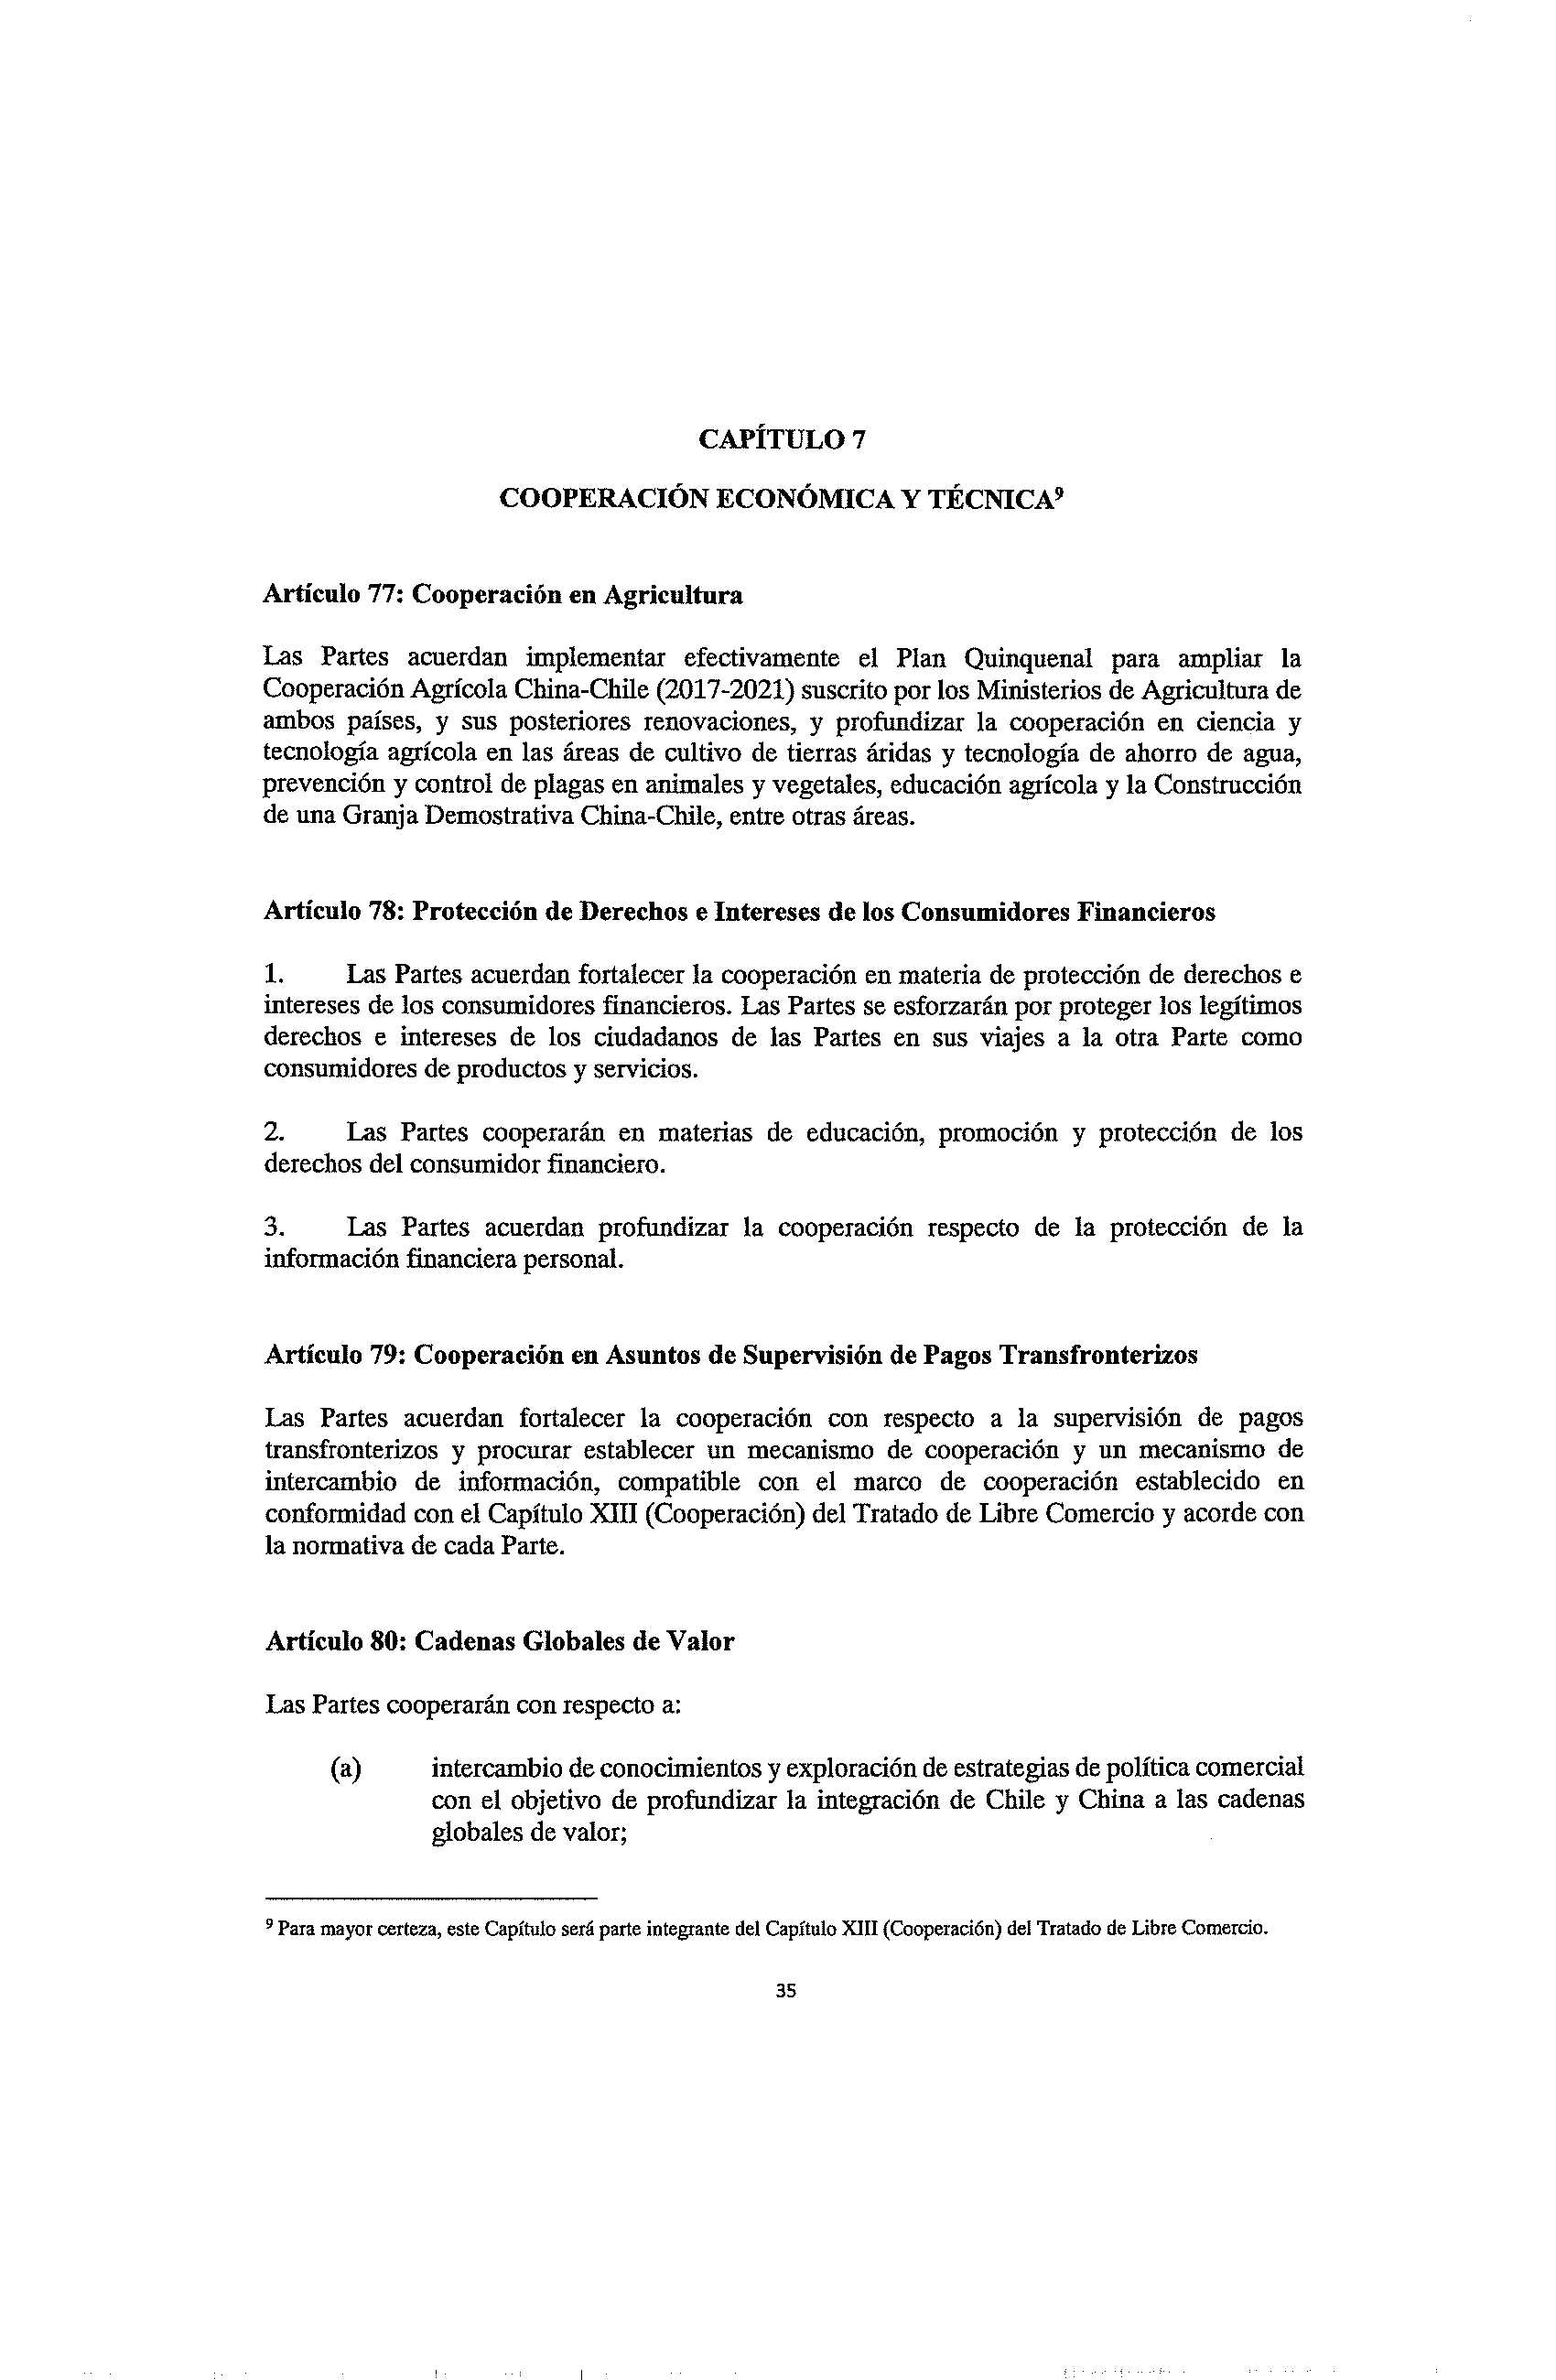 CAPÍTULO 7
COOPERACIÓN ECONÓMICA Y TÉCNICA⁹
Artículo 77: Cooperación en Agricultura
Las Partes acuerdan implementar efectivamente el Plan Quinquenal para ampliar la
Cooperación Agrícola China-Chile (2017-2021) suscrito por los Ministerios de Agricultura de
ambos países, y sus posteriores renovaciones, y profundizar la cooperación en ciencia y
tecnología agrícola en las áreas de cultivo de tierras áridas y tecnología de ahorro de agua,
prevención y control de plagas en animales y vegetales, educación agrícola y la Construcción
de una Granja Demostrativa China-Chile, entre otras áreas.
Artículo 78: Protección de Derechos e Intereses de los Consumidores Financieros
1. Las Partes acuerdan fortalecer la cooperación en materia de protección de derechos e
intereses de los consumidores financieros. Las Partes se esforzarán por proteger los legítimos
derechos e intereses de los ciudadanos de las Partes en sus viajes a la otra Parte como
consumidores de productos y servicios.
2. Las Partes cooperarán en materias de educación, promoción y protección de los
derechos del consumidor financiero.
3. Las Partes acuerdan profundizar la cooperación respecto de la protección de la
información financiera personal.
Artículo 79: Cooperación en Asuntos de Supervisión de Pagos Transfronterizos
Las Partes acuerdan fortalecer la cooperación con respecto a la supervisión de pagos
transfronterizos y procurar establecer un mecanismo de cooperación y un mecanismo de
intercambio de información, compatible con el marco de cooperación establecido en
conformidad con el Capítulo XIII (Cooperación) del Tratado de Libre Comercio y acorde con
la normativa de cada Parte.
Artículo 80: Cadenas Globales de Valor
Las Partes cooperarán con respecto a:
(a) intercambio de conocimientos y exploración de estrategias de política comercial
con el objetivo de profundizar la integración de Chile y China a las cadenas
globales de valor;
⁹ Para mayor certeza, este Capítulo será parte integrante del Capítulo XIII (Cooperación) del Tratado de Libre Comercio.
35